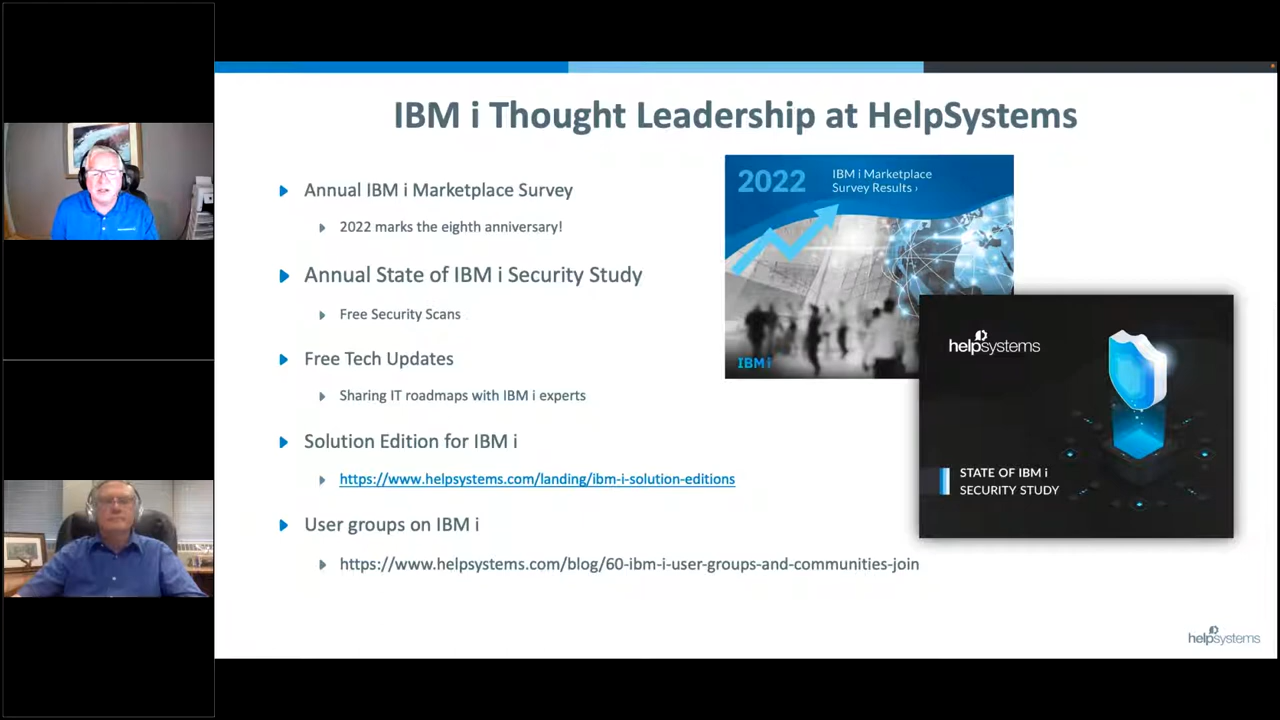 IBM i Thought Leadership at HelpSystems
Annual IBM i Marketplace Survey
2022 marks the eighth anniversary!
Annual State of IBM i Security Study
Free Security Scans
Free Tech Updates
Sharing IT roadmaps with IBM i experts
Solution Edition for IBM i
https://www.helpsystems.com/landing/ibm-i-solution-editions
User groups on IBM i
https://www.helpsystems.com/blog/60-ibm-i-user-groups-and-communities-join
2022
IBM i Marketplace
Survey Results ›
IBM i
helpsystems
STATE OF IBM i
SECURITY STUDY
helpsystems